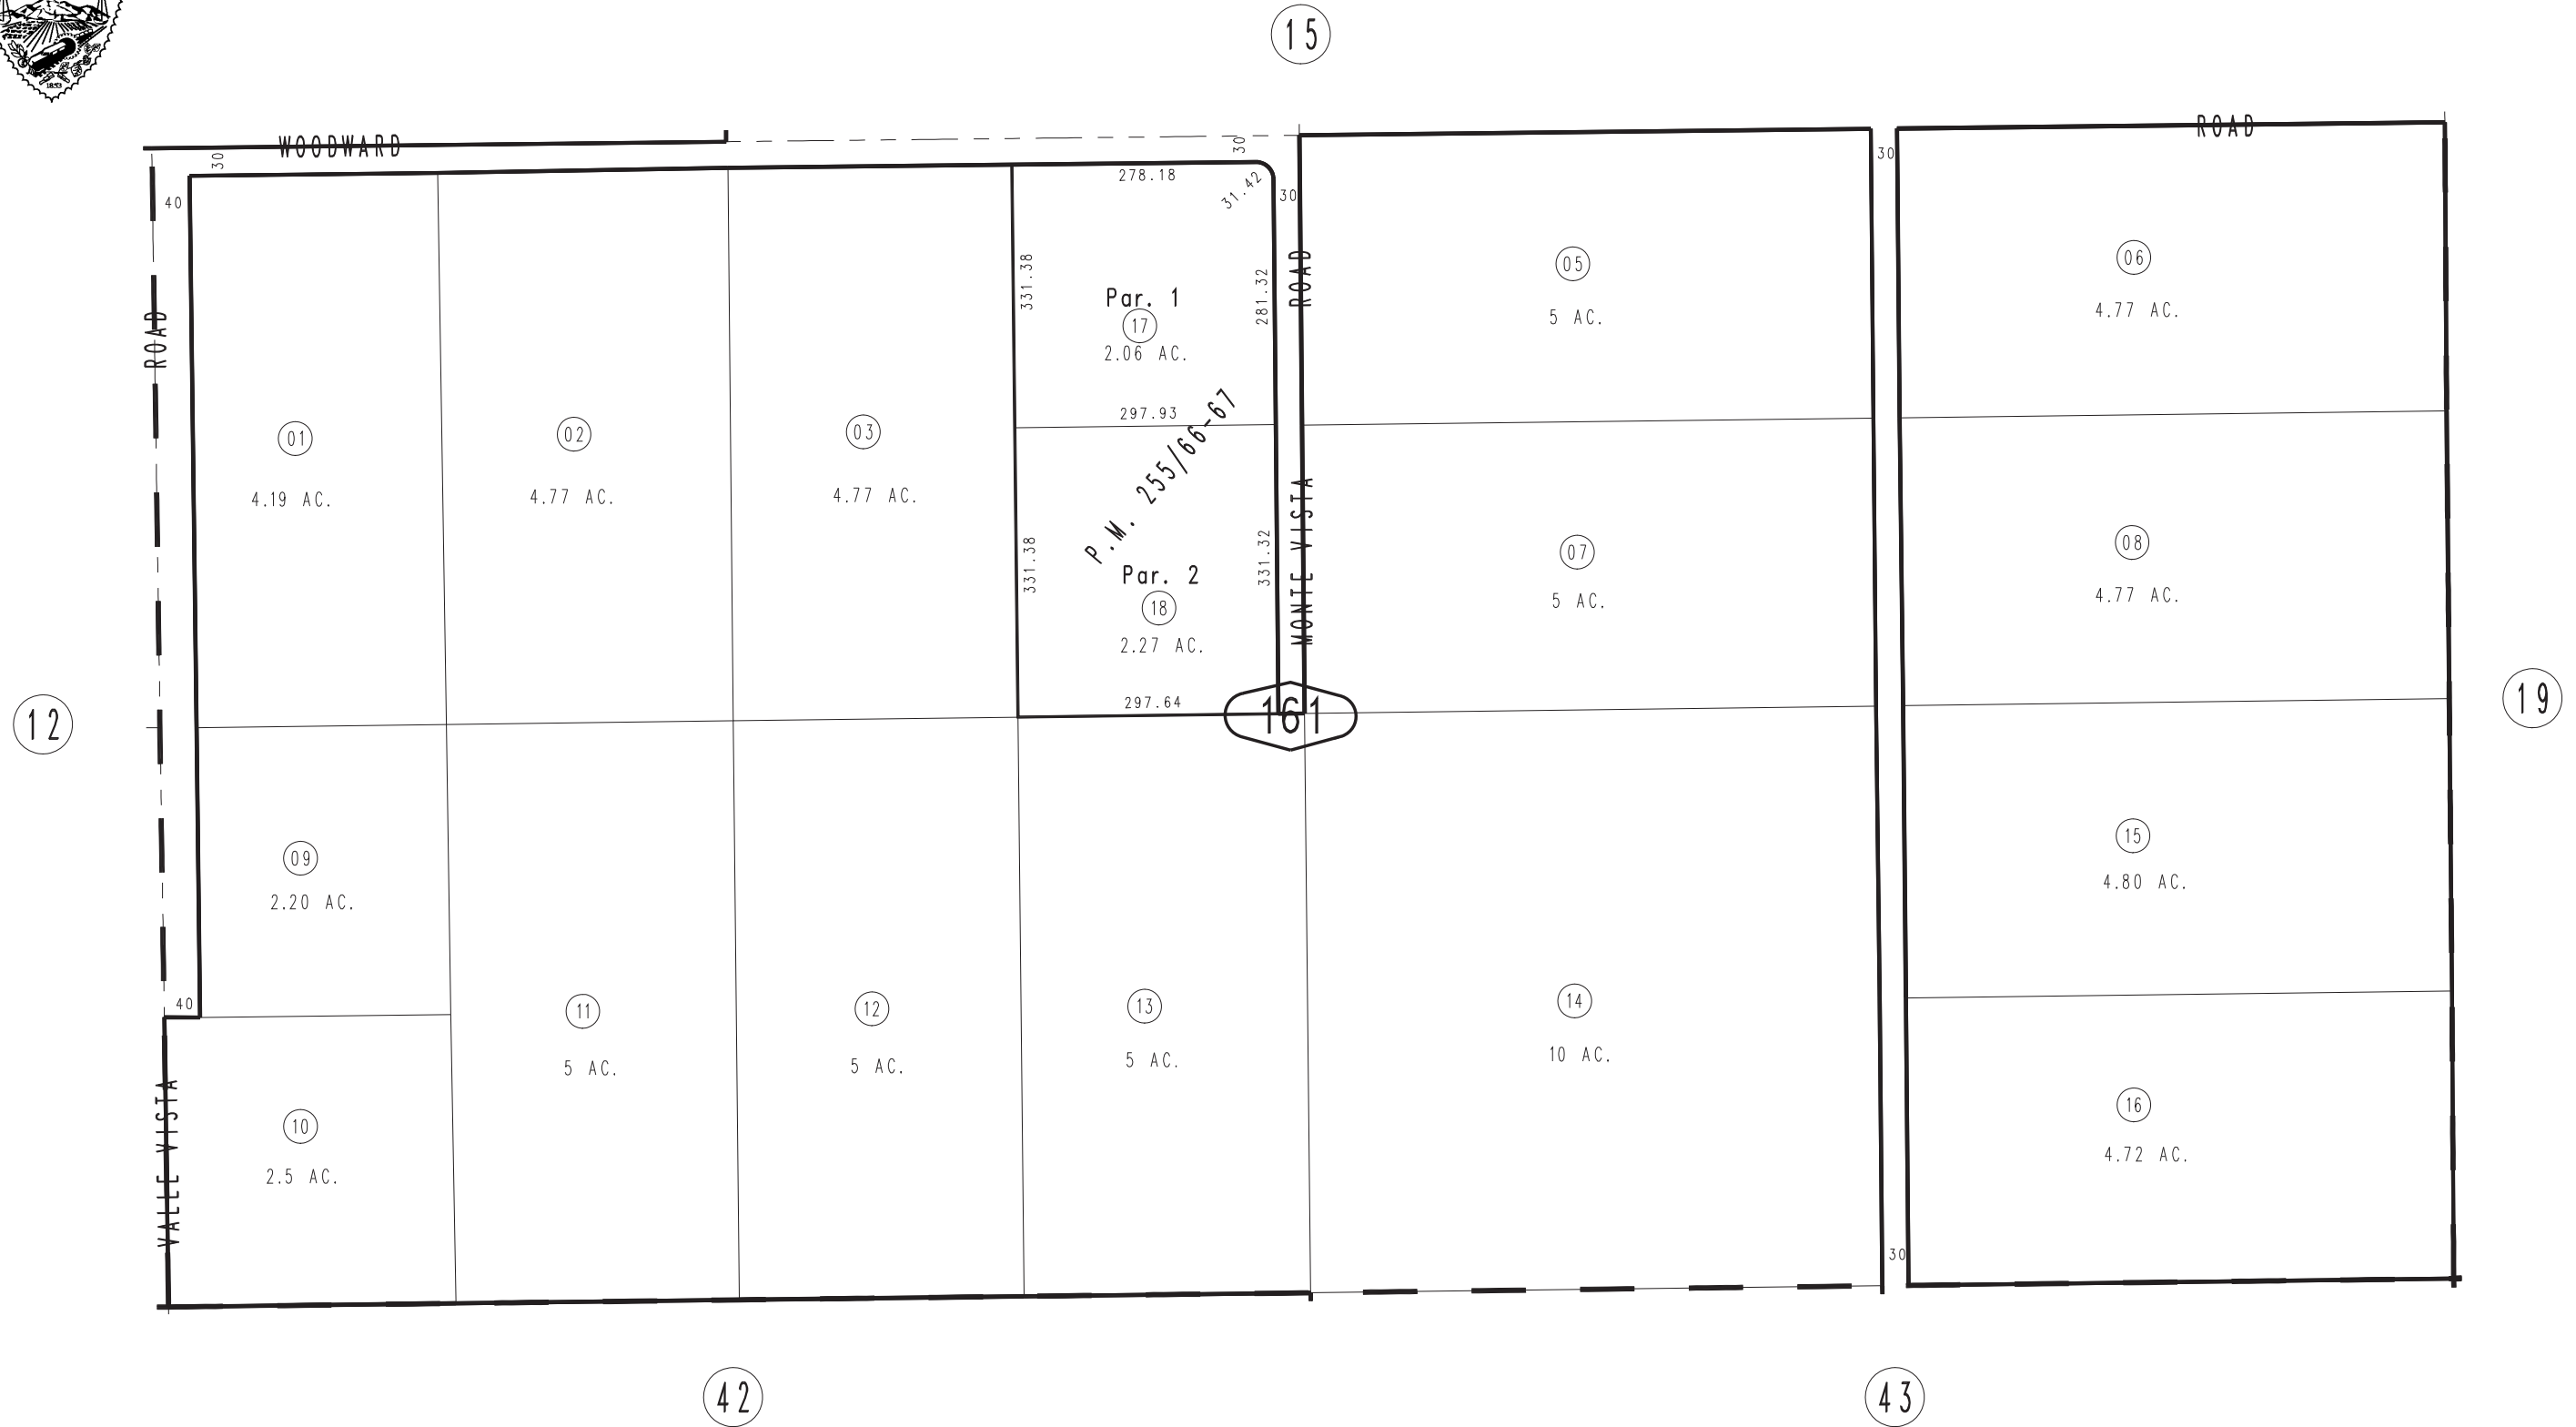 15
1853
WOODWARD
ROAD
30
30
30
40
278.18
31.42
30
ROAD
331.38
281.32
ROAD
Par. 1
17
2.06 AC.
05
5 AC.
06
4.77 AC.
297.93
01
4.19 AC.
02
4.77 AC.
03
4.77 AC.
P.M. 255/66-67
331.38
331.32
MONTE VISTA
Par. 2
18
2.27 AC.
07
5 AC.
08
4.77 AC.
297.64
161
12
19
09
2.20 AC.
15
4.80 AC.
40
11
5 AC.
12
5 AC.
13
5 AC.
14
10 AC.
10
2.5 AC.
16
4.72 AC.
VALLE VISTA
30
42
43